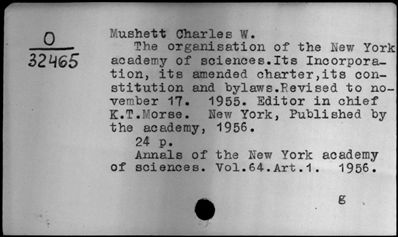 O
32465
Mushett Charles W.
The organisation of the New York
academy of sciences.Its Incorpora-
tion, its amended charter,its con-
stitution and bylaws.Revised to no-
vember 17. 1955. Editor in chief
K.T.Morse. New York, Published by
the academy, 1956.
24 p.
Annals of the New York academy
of sciences. Vol.64.Art.1. 1956.
g